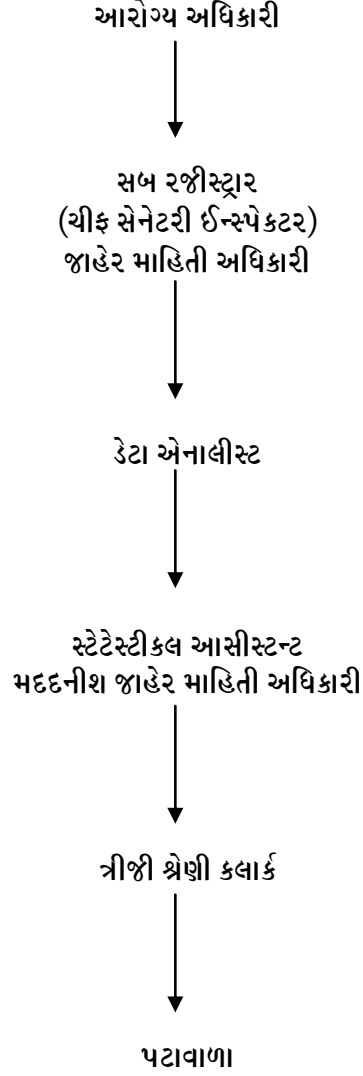 આરોગ્ય અધિકારી
સબ રજીસ્ટ્રાર
(ચીફ સેનેટરી ઈન્સ્પેકટર)
જાહેર માહિતી અધિકારી
ડેટા એનાલીસ્ટ
સ્ટેટેસ્ટીકલ આસીસ્ટન્ટ
મદદનીશ જાહેર માહિતી અધિકારી
ત્રીજી શ્રેણી કલાર્ક
પટાવાળા